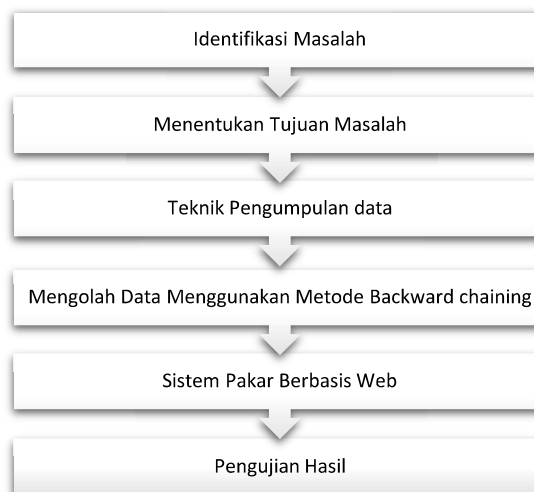 Identifikasi Masalah
Menentukan Tujuan Masalah
Teknik Pengumpulan data
Mengolah Data Menggunakan Metode Backward chaining
Sistem Pakar Berbasis Web
Pengujian Hasil